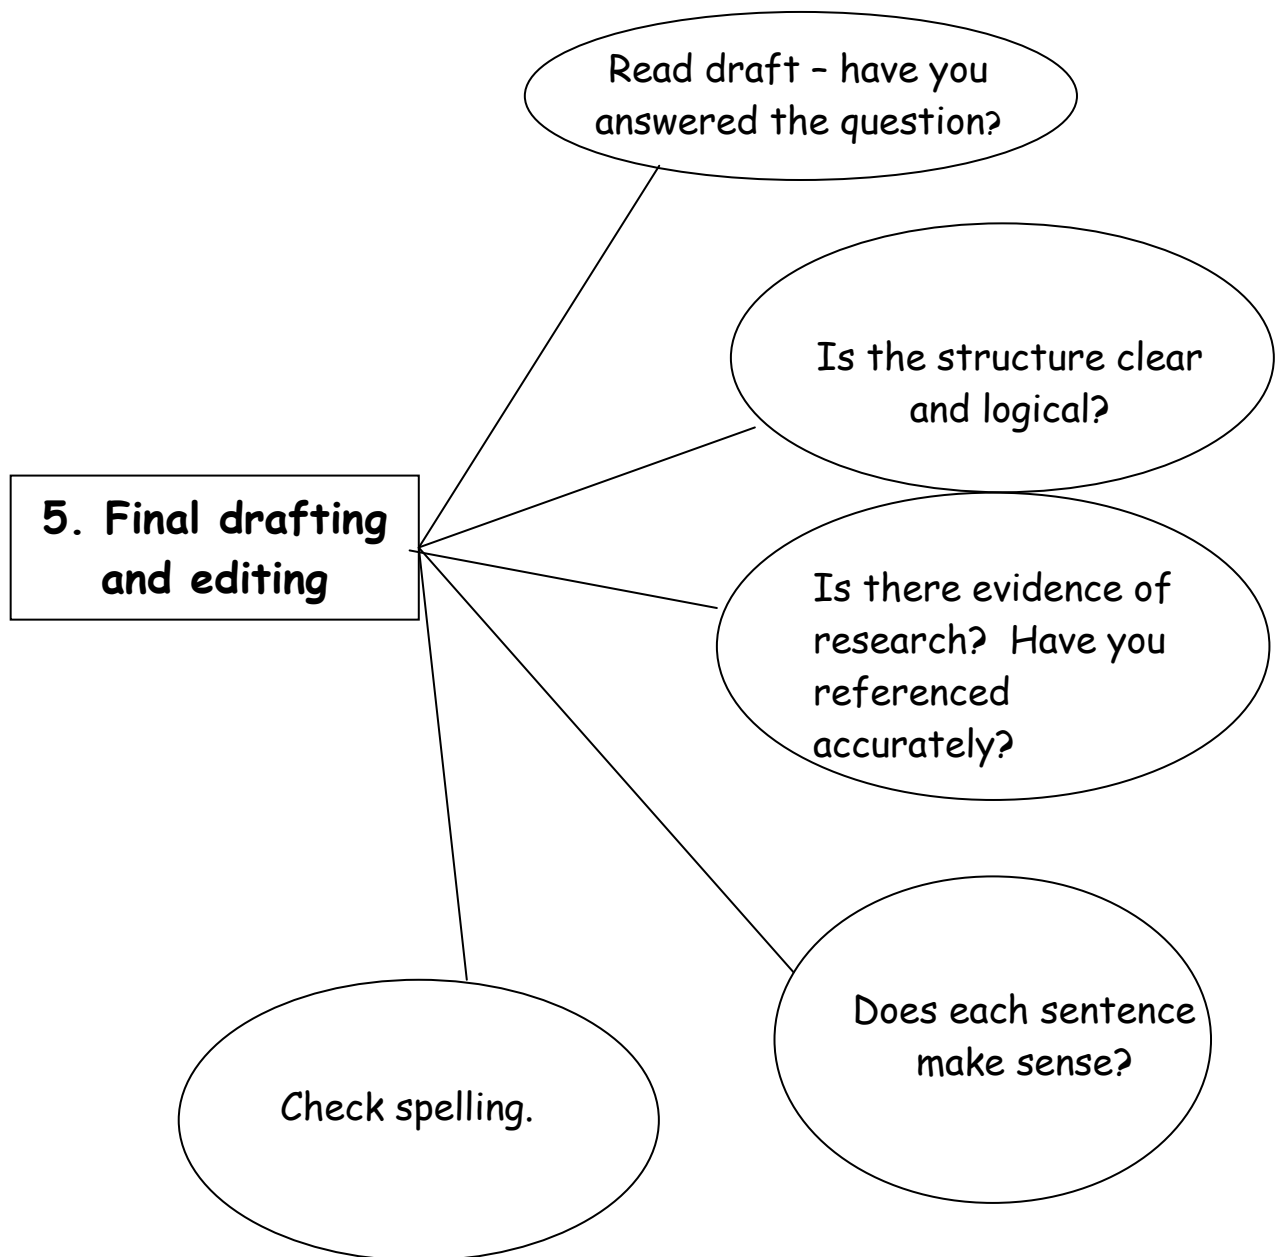 Read draft – have you
answered the question?
Is the structure clear
and logical?
5. Final drafting
and editing
Is there evidence of
research?  Have you
referenced
accurately?
Does each sentence
make sense?
Check spelling.